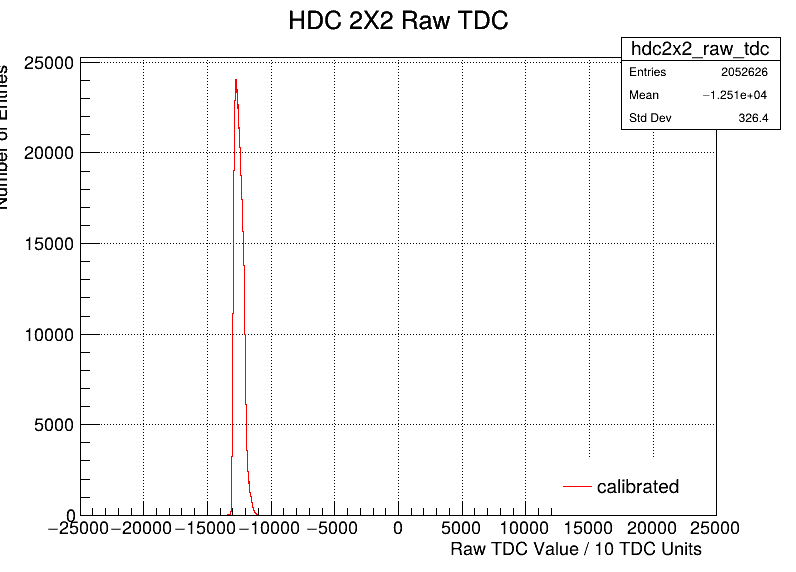 HDC 2X2 Raw TDC
hdc2x2_raw_tdc
Entries 2052626
Mean −1.251e+04
Std Dev 326.4
Number of Entries
25000
20000
15000
10000
5000
0
calibrated
−25000 −20000 −15000 −10000 −5000 0 5000 10000 15000 20000 25000
Raw TDC Value / 10 TDC Units